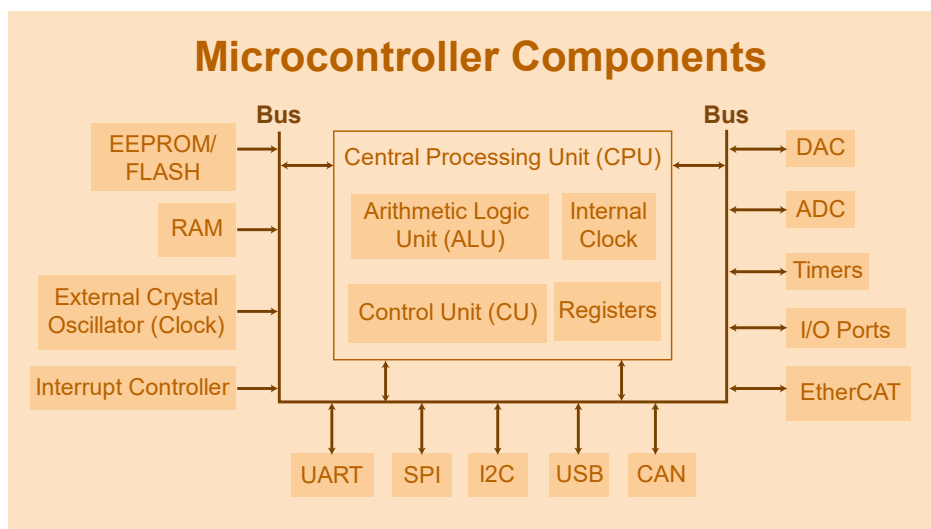 Microcontroller Components
Bus
Bus
EEPROM/
FLASH
RAM
External Crystal
Oscillator (Clock)
Interrupt Controller
Central Processing Unit (CPU)
Arithmetic Logic
Unit (ALU)
Internal
Clock
Control Unit (CU)
Registers
DAC
ADC
Timers
I/O Ports
EtherCAT
UART
SPI
I2C
USB
CAN